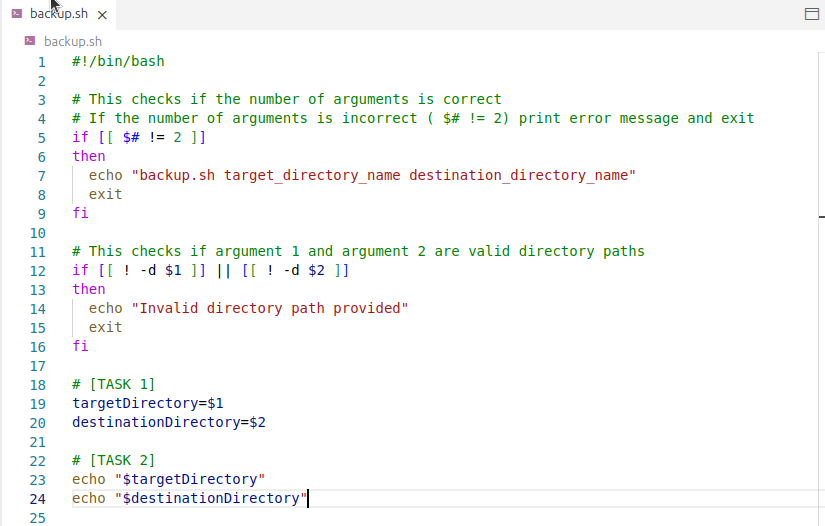 backup.sh
backup.sh
1 #!/bin/bash
2
3 # This checks if the number of arguments is correct
4 # If the number of arguments is incorrect ( $# != 2) print error message and exit
5 if [[ $# != 2 ]]
6 then
7   echo "backup.sh target_directory_name destination_directory_name"
8   exit
9 fi
10
11 # This checks if argument 1 and argument 2 are valid directory paths
12 if [[ ! -d $1 ]] || [[ ! -d $2 ]]
13 then
14   echo "Invalid directory path provided"
15   exit
16 fi
17
18 # [TASK 1]
19 targetDirectory=$1
20 destinationDirectory=$2
21
22 # [TASK 2]
23 echo "$targetDirectory"
24 echo "$destinationDirectory"
25